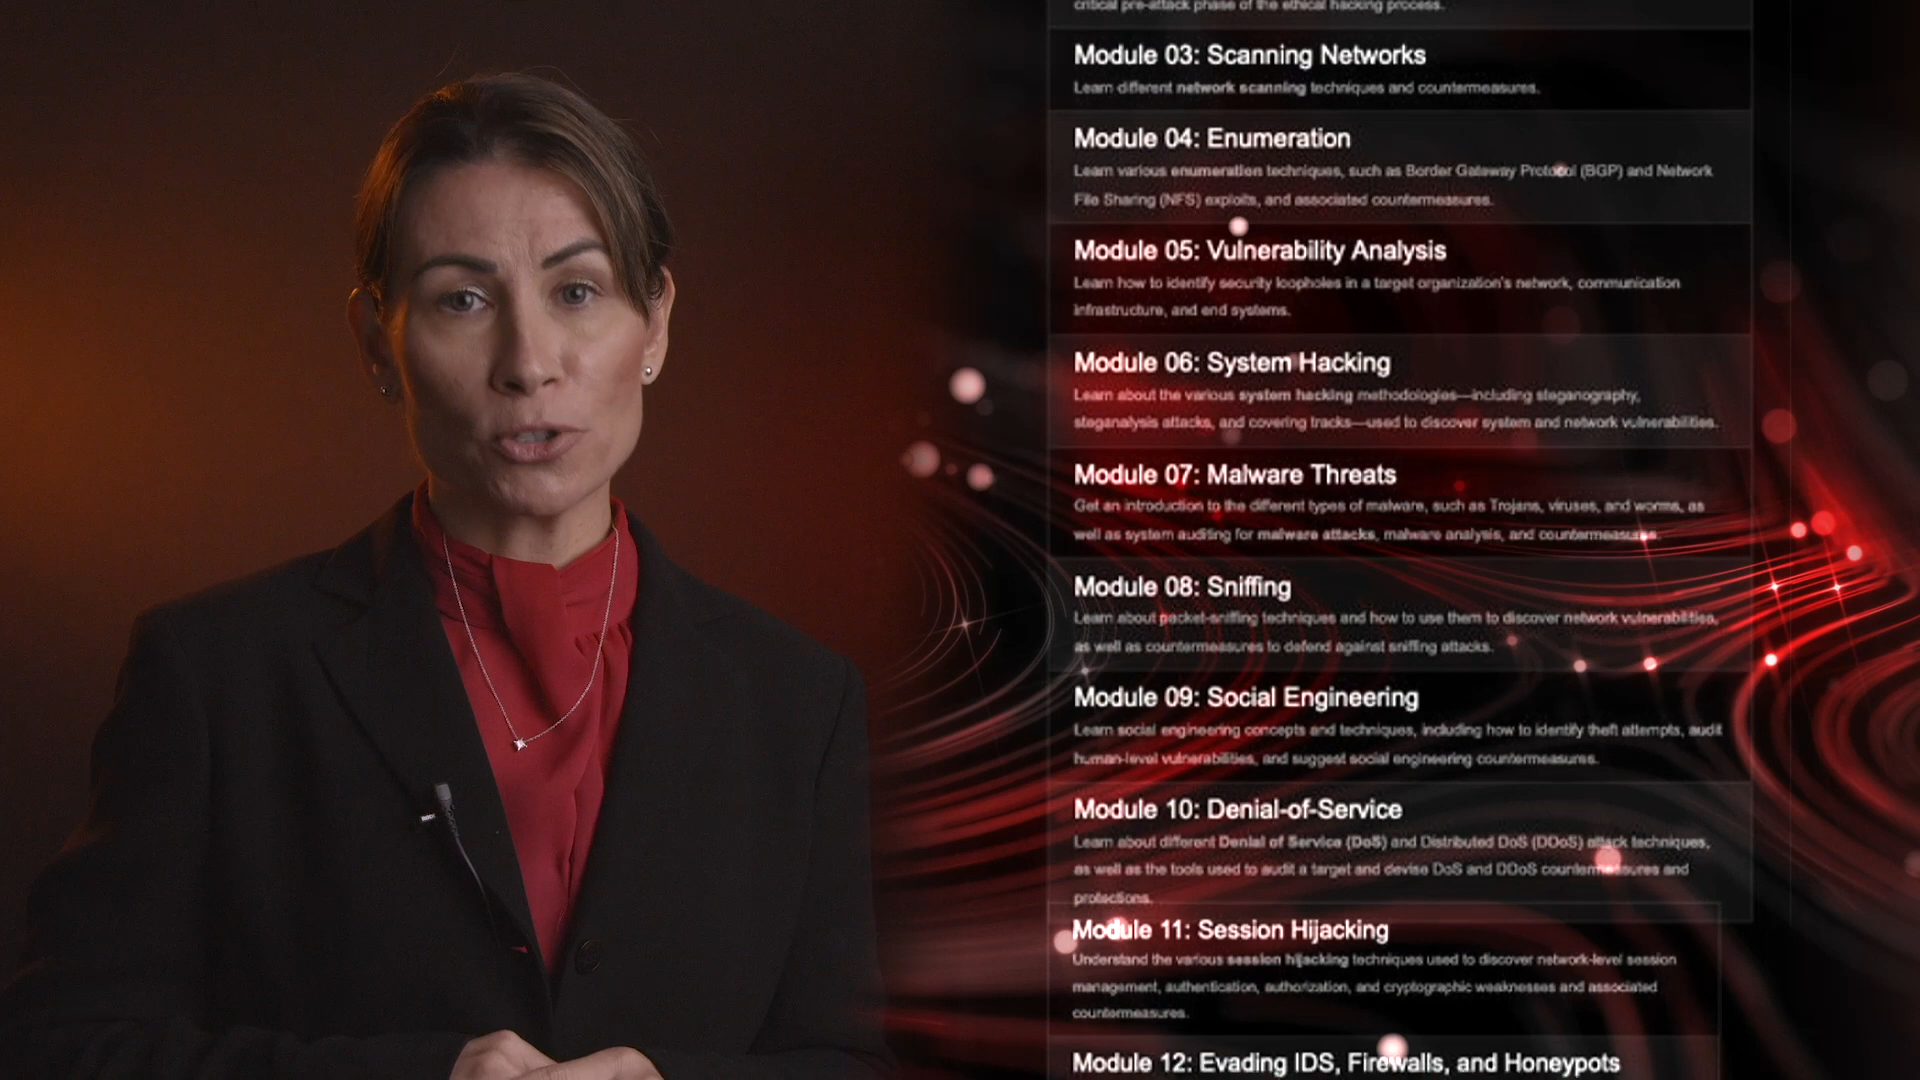 critical pre-attack phase of the ethical hacking process.
Module 03: Scanning Networks
Learn different network scanning techniques and countermeasures.
Module 04: Enumeration
Learn various enumeration techniques, such as Border Gateway Protocol (BGP) and Network
File Sharing (NFS) exploits, and associated countermeasures.
Module 05: Vulnerability Analysis
Learn how to identify security loopholes in a target organization's network, communication
infrastructure, and end systems.
Module 06: System Hacking
Learn about the various system hacking methodologies—including steganography,
steganalysis attacks, and covering tracks—used to discover system and network vulnerabilities.
Module 07: Malware Threats
Get an introduction to the different types of malware, such as Trojans, viruses, and worms, as
well as system auditing for malware attacks, malware analysis, and countermeasures.
Module 08: Sniffing
Learn about packet-sniffing techniques and how to use them to discover network vulnerabilities,
as well as countermeasures to defend against sniffing attacks.
Module 09: Social Engineering
Learn social engineering concepts and techniques, including how to identify theft attempts, audit
human-level vulnerabilities, and suggest social engineering countermeasures.
Module 10: Denial-of-Service
Learn about different Denial of Service (DoS) and Distributed DoS (DDoS) attack techniques,
as well as the tools used to audit a target and devise DoS and DDoS countermeasures and
protections.
Module 11: Session Hijacking
Understand the various session hijacking techniques used to discover network-level session
management, authentication, authorization, and cryptographic weaknesses and associated
countermeasures.
Module 12: Evading IDS, Firewalls, and Honeypots